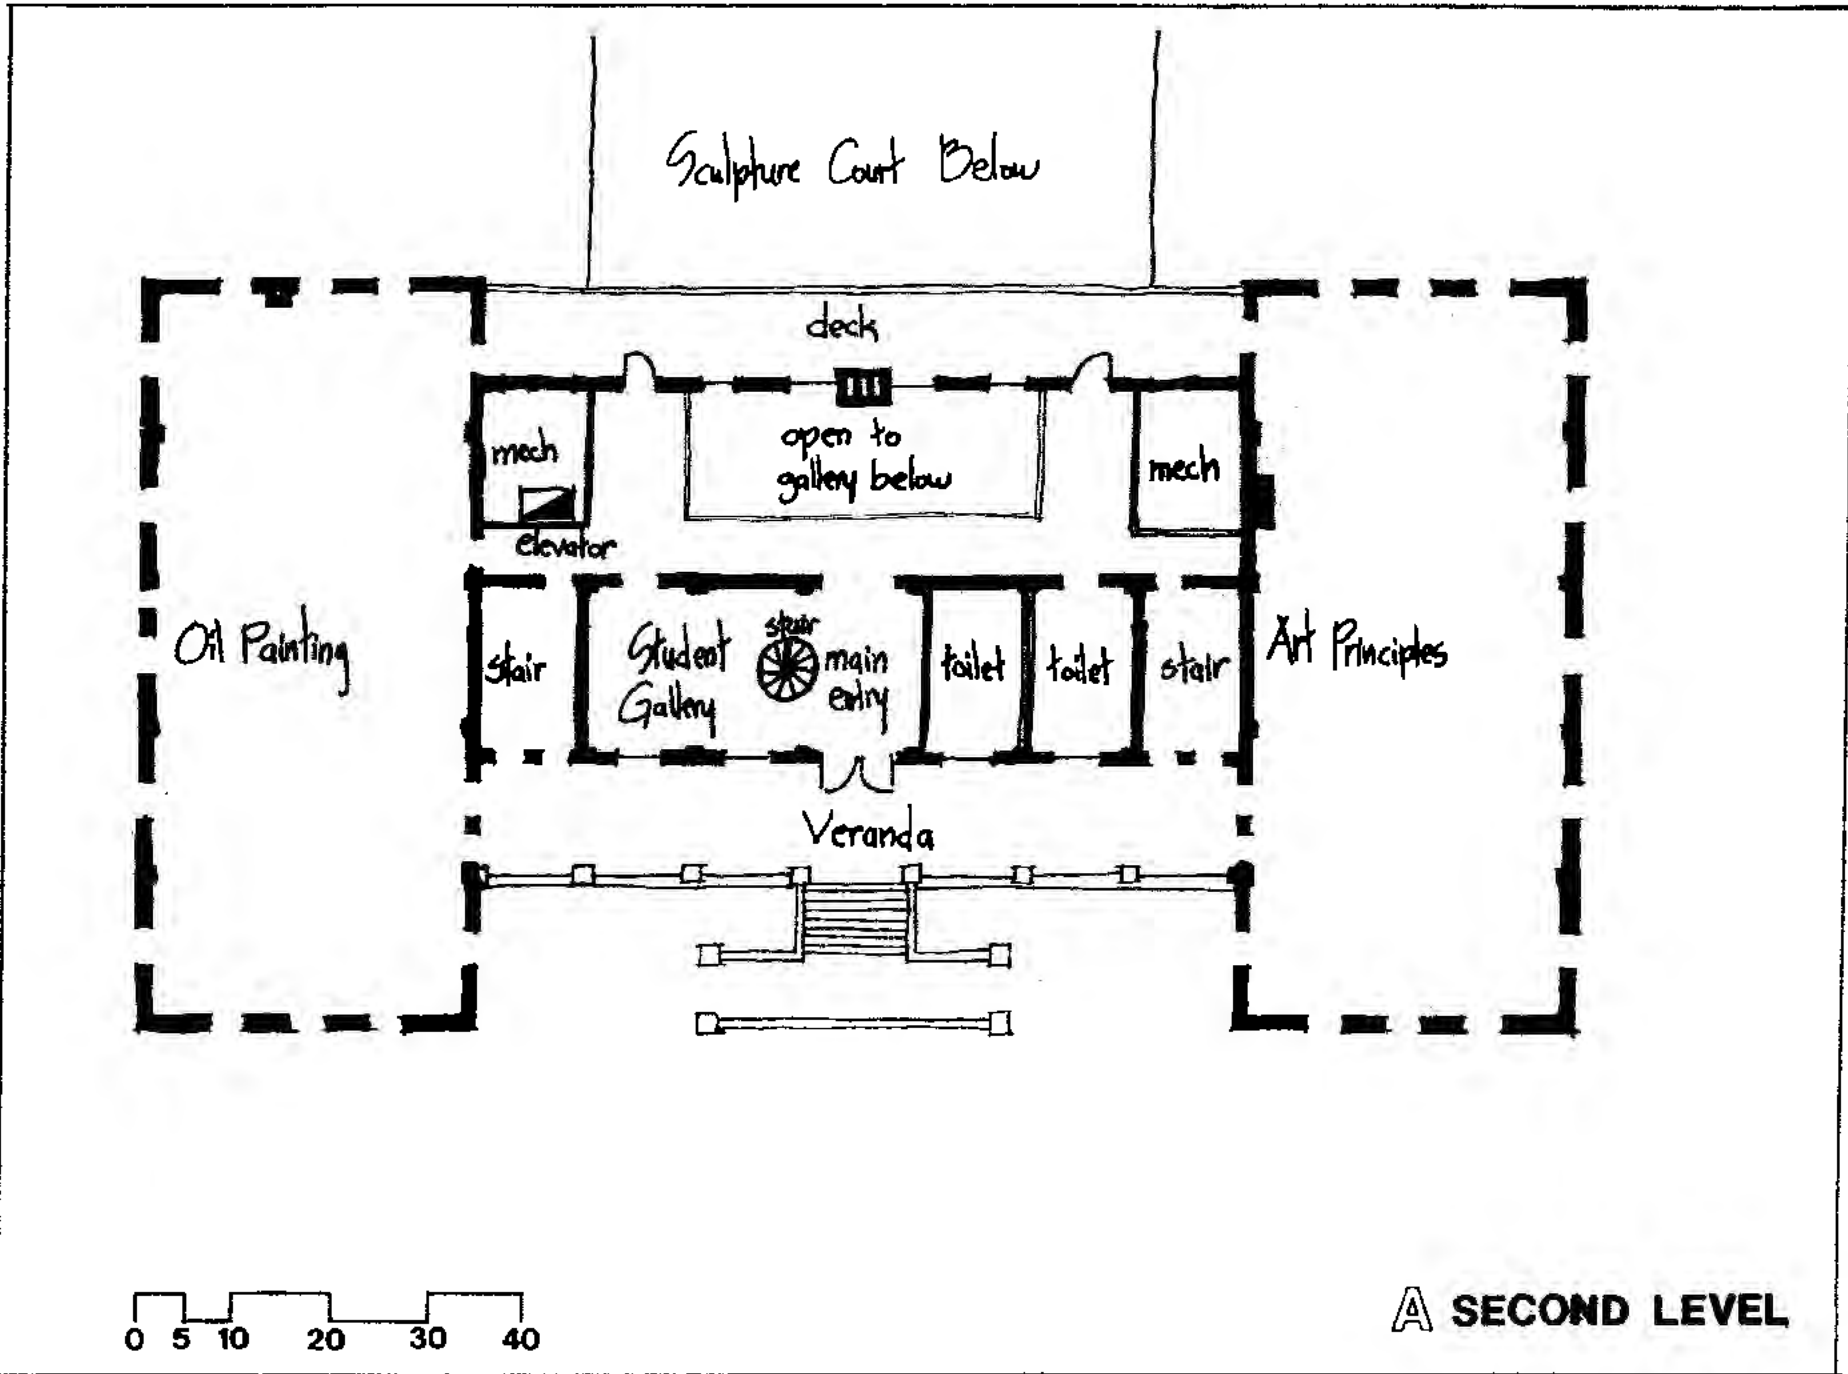 Sculpture Court Below
deck
mech
open to
gallery below
mech
elevator
Oil Painting
stair
Student
Gallery
stair
main
entry
toilet
toilet
stair
Art Principles
Veranda
0 5 10 20 30 40
A SECOND LEVEL